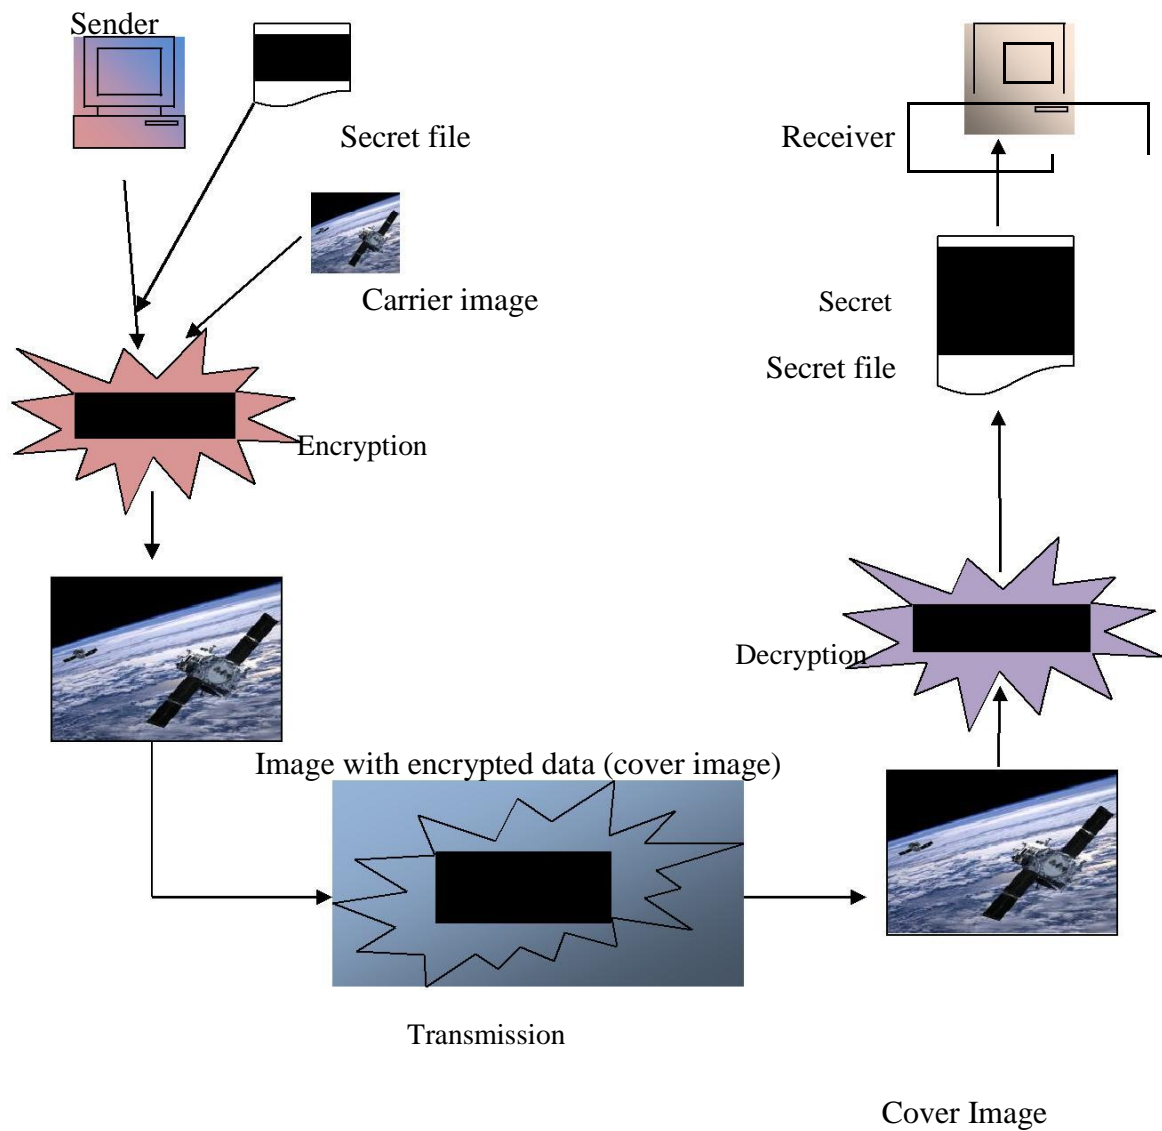 Sender
Secret file
Receiver
Carrier image
Secret
Secret file
Encryption
Decryption
Image with encrypted data (cover image)
Transmission
Cover Image